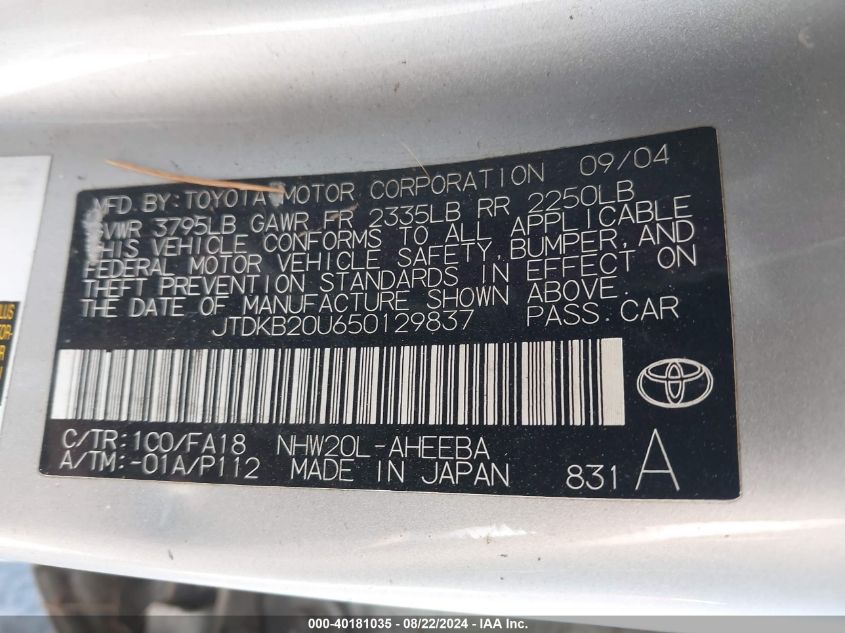 MFD. BY: TOYOTA MOTOR CORPORATION 09/04
GVWR 3795LB GAWR FR 2335LB RR 2250LB
THIS VEHICLE CONFORMS TO ALL APPLICABLE
FEDERAL MOTOR VEHICLE SAFETY, BUMPER, AND
THEFT PREVENTION STANDARDS IN EFFECT ON
THE DATE OF MANUFACTURE SHOWN ABOVE.
JTDKB20U650129837 PASS. CAR
C/TR: 1C0/FA18 NHW20L-AHEEBA
A/TM: -01A/P112 MADE IN JAPAN 831 A
000-40181035 - 08/22/2024 - IAA Inc.